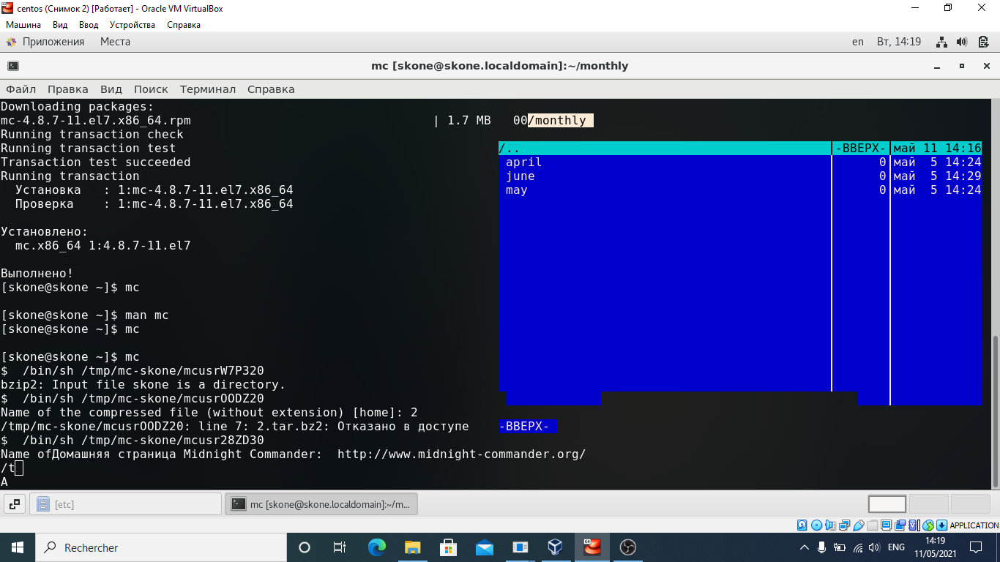 centos (Снимок 2) [Работает] - Oracle VM VirtualBox
Машина Вид Ввод Устройства Справка
Приложения Места en Вт, 14:19
mc [skone@skone.localdomain]:~/monthly
Файл Правка Вид Поиск Терминал Справка
Downloading packages:
mc-4.8.7-11.el7.x86_64.rpm | 1.7 MB 00/monthly
Running transaction check
Running transaction test /.. -ВВЕРХ- май 11 14:16
Transaction test succeeded april 0 май 5 14:24
Running transaction june 0 май 5 14:29
Установка : 1:mc-4.8.7-11.el7.x86_64 may 0 май 5 14:24
Проверка : 1:mc-4.8.7-11.el7.x86_64
Установлено:
mc.x86_64 1:4.8.7-11.el7
Выполнено!
[skone@skone ~]$ mc
[skone@skone ~]$ man mc
[skone@skone ~]$ mc
[skone@skone ~]$ mc
$ /bin/sh /tmp/mc-skone/mcusrW7P320
bzip2: Input file skone is a directory.
$ /bin/sh /tmp/mc-skone/mcusrOODZ20
Name of the compressed file (without extension) [home]: 2
/tmp/mc-skone/mcusrOODZ20: line 7: 2.tar.bz2: Отказано в доступе -ВВЕРХ-
$ /bin/sh /tmp/mc-skone/mcusr28ZD30
Name ofДомашняя страница Midnight Commander: http://www.midnight-commander.org/
/t
А
[etc] mc [skone@skone.localdomain]:~/m...
APPLICATION
Rechercher ENG 14:19
11/05/2021